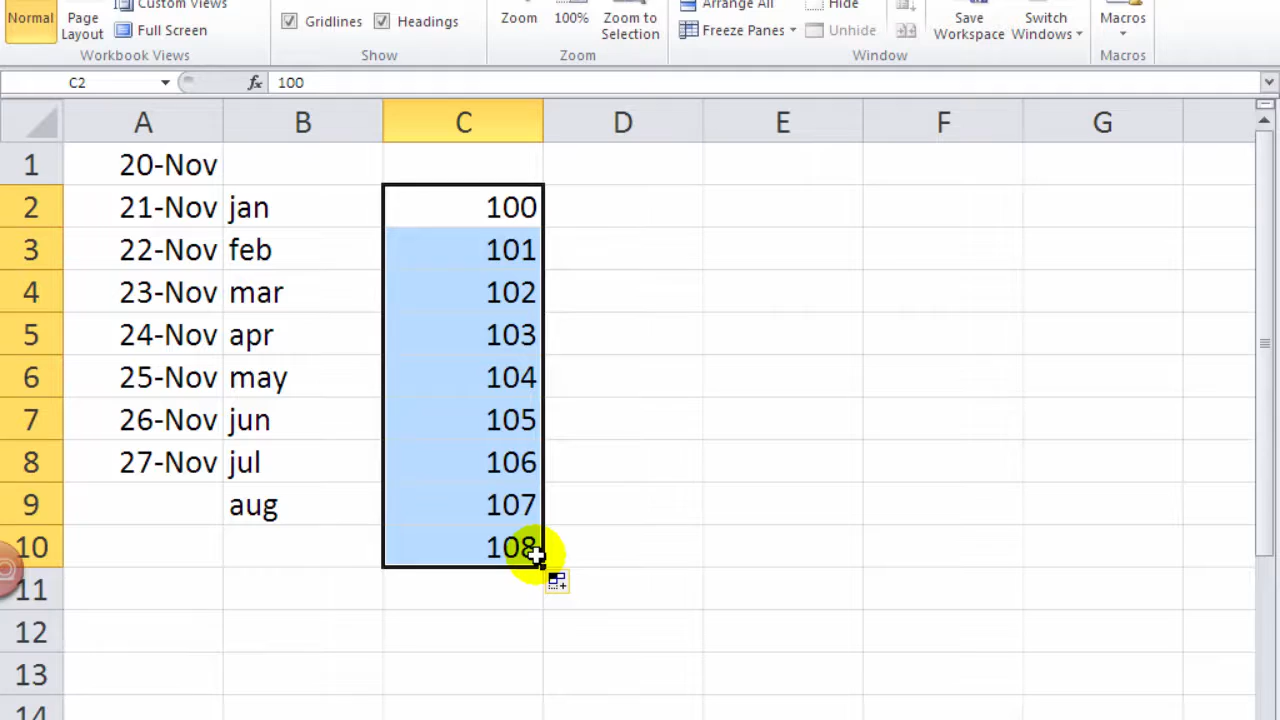 Normal
Page Layout
Custom Views
Full Screen
Workbook Views
Gridlines
Headings
Show
Zoom
100%
Zoom to Selection
Zoom
Arrange All
Freeze Panes
Hide
Unhide
Save Workspace
Switch Windows
Window
Macros
Macros
C2 fx 100
A B C D E F G
1 20-Nov
2 21-Nov jan 100
3 22-Nov feb 101
4 23-Nov mar 102
5 24-Nov apr 103
6 25-Nov may 104
7 26-Nov jun 105
8 27-Nov jul 106
9 aug 107
10 108
11
12
13
14